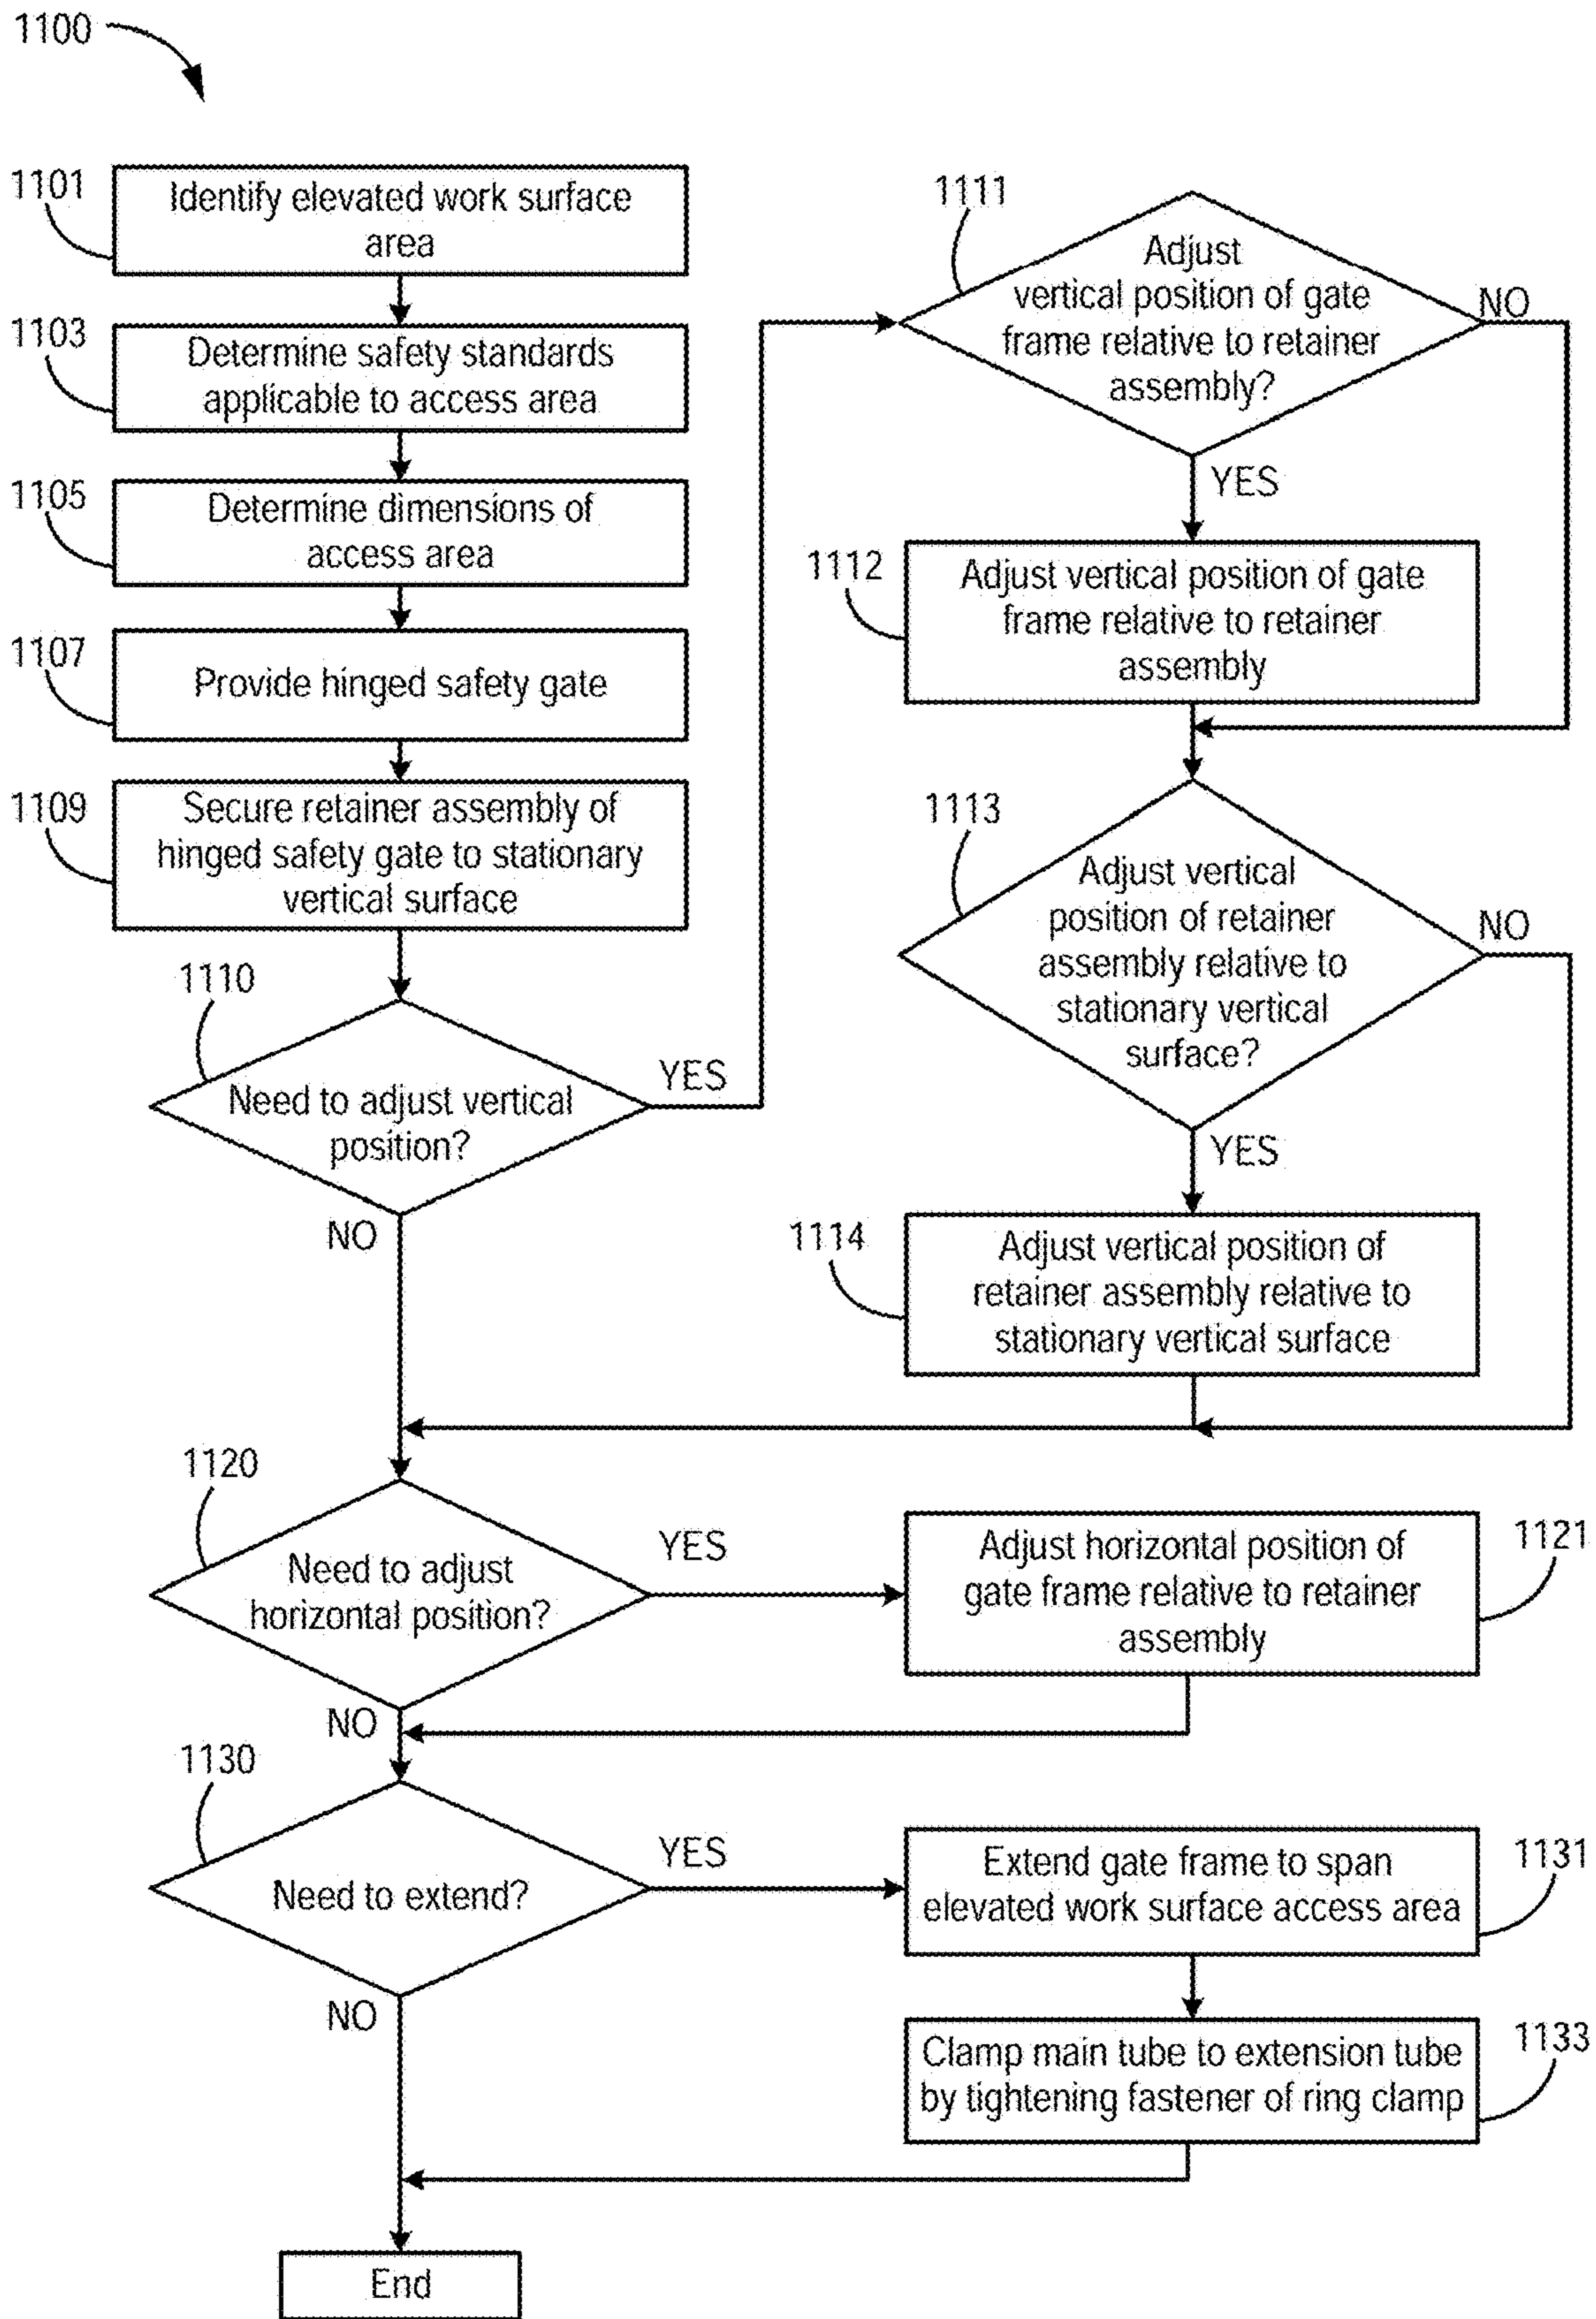 1100
1101
Identify elevated work surface
area
1103
Determine safety standards
applicable to access area
1105
Determine dimensions of
access area
1107
Provide hinged safety gate
1109
Secure retainer assembly of
hinged safety gate to stationary
vertical surface
1110
Need to adjust vertical
position?
YES
NO
1111
Adjust
vertical position of gate
frame relative to retainer
assembly?
NO
YES
1112
Adjust vertical position of gate
frame relative to retainer
assembly
1113
Adjust vertical
position of retainer
assembly relative to
stationary vertical
surface?
NO
YES
1114
Adjust vertical position of
retainer assembly relative to
stationary vertical surface
1120
Need to adjust
horizontal position?
YES
NO
1121
Adjust horizontal position of
gate frame relative to retainer
assembly
1130
Need to extend?
YES
NO
1131
Extend gate frame to span
elevated work surface access area
1133
Clamp main tube to extension tube
by tightening fastener of ring clamp
End